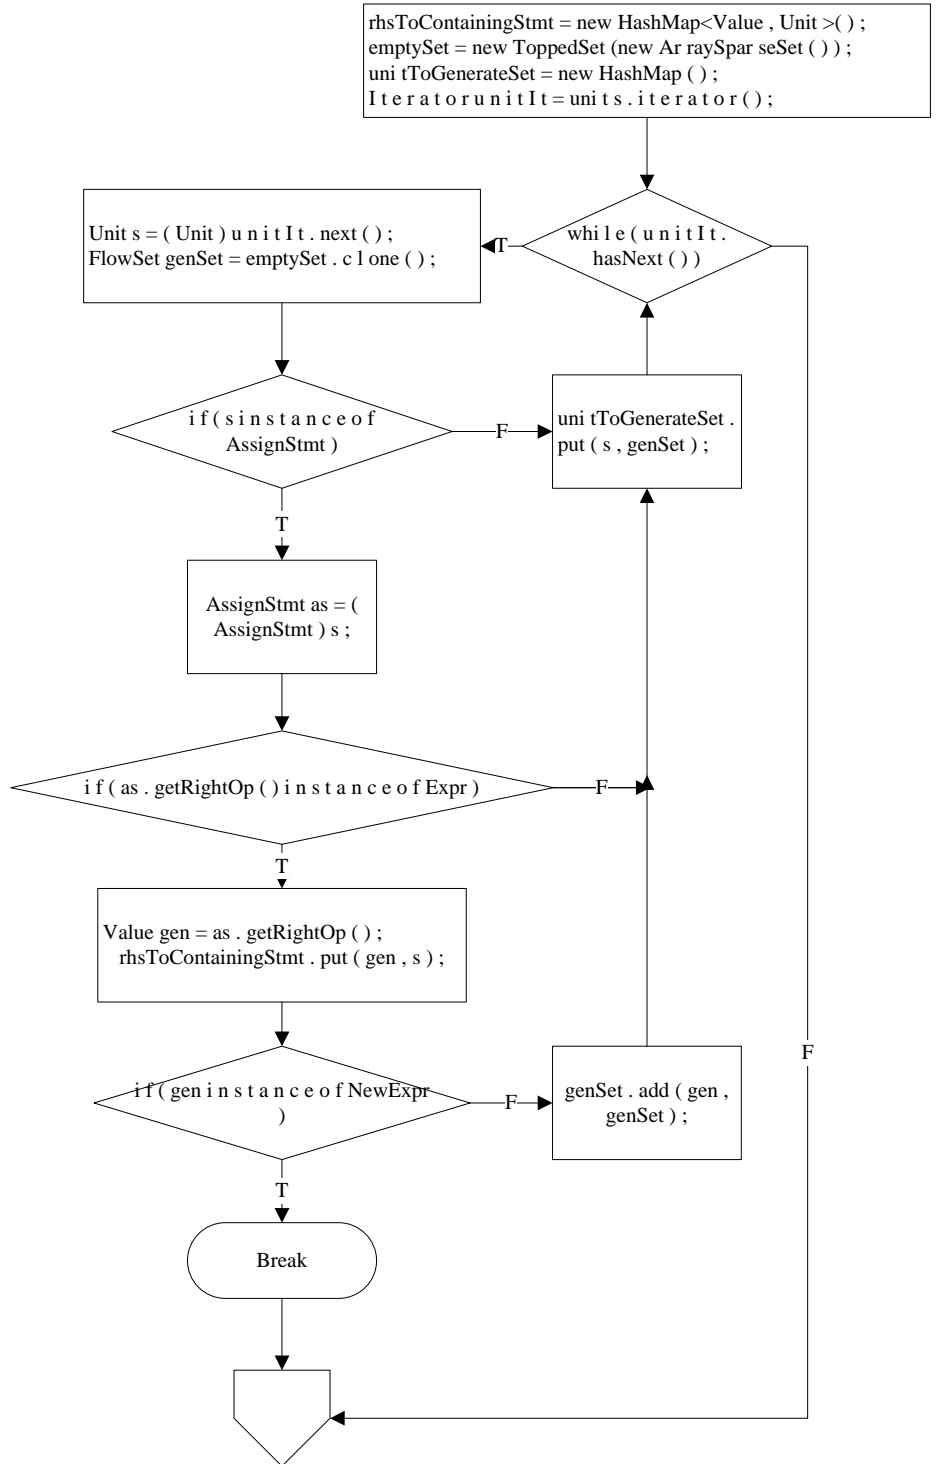 rhsToContainingStmt = new HashMap<Value , Unit >( ) ;
emptySet = new ToppedSet (new Ar raySpar seSet ( ) ) ;
uni tToGenerateSet = new HashMap ( ) ;
I t e r a t o r u n i t I t = uni t s . i t e r a t o r ( ) ;
whi l e ( u n i t I t .
hasNext ( ) )
T
Unit s = ( Unit ) u n i t I t . next ( ) ;
FlowSet genSet = emptySet . c l one ( ) ;
i f ( s i n s t a n c e o f
AssignStmt )
F
uni tToGenerateSet .
put ( s , genSet ) ;
T
AssignStmt as = (
AssignStmt ) s ;
i f ( as . getRightOp ( ) i n s t a n c e o f Expr )
F
T
Value gen = as . getRightOp ( ) ;
rhsToContainingStmt . put ( gen , s ) ;
i f ( gen i n s t a n c e o f NewExpr
)
F
genSet . add ( gen ,
genSet ) ;
F
T
Break